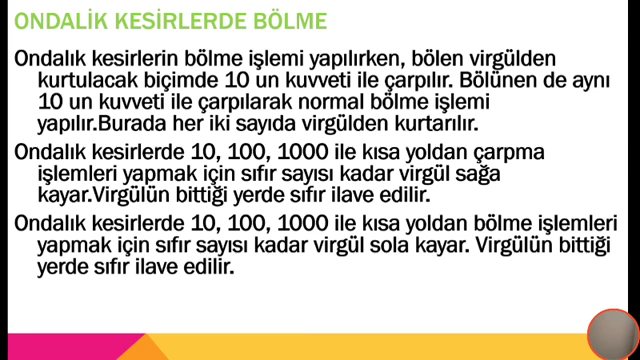 ONDALİK KESİRLERDE BÖLME
Ondalık kesirlerin bölme işlemi yapılırken, bölen virgülden
kurtulacak biçimde 10 un kuvveti ile çarpılır. Bölünen de aynı
10 un kuvveti ile çarpılarak normal bölme işlemi
yapılır.Burada her iki sayıda virgülden kurtarılır.
Ondalık kesirlerde 10, 100, 1000 ile kısa yoldan çarpma
işlemleri yapmak için sıfır sayısı kadar virgül sağa
kayar.Virgülün bittiği yerde sıfır ilave edilir.
Ondalık kesirlerde 10, 100, 1000 ile kısa yoldan bölme işlemleri
yapmak için sıfır sayısı kadar virgül sola kayar. Virgülün bittiği
yerde sıfır ilave edilir.